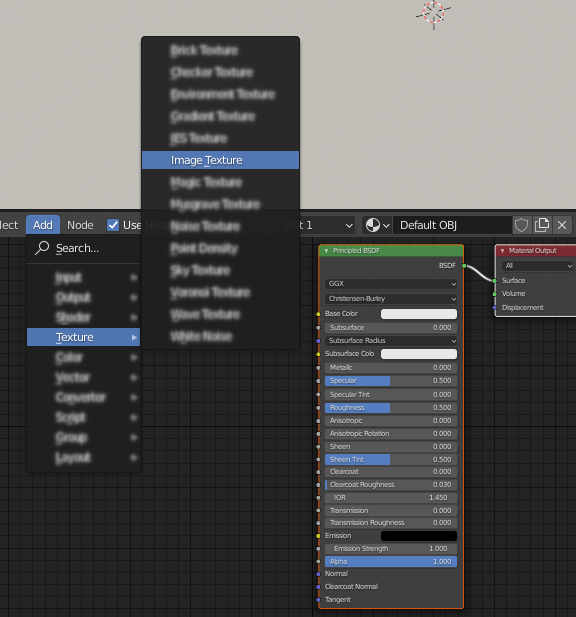 Brick Texture
Checker Texture
Environment Texture
Gradient Texture
IES Texture
Image Texture
Magic Texture
Musgrave Texture
Noise Texture
Point Density
Sky Texture
Voronoi Texture
Wave Texture
White Noise
lect Add Node Use Slot 1 Default OBJ
Search...
Input
Output
Shader
Texture
Color
Vector
Converter
Script
Group
Layout
Principled BSDF
BSDF
GGX
Christensen-Burley
Base Color
Subsurface 0.000
Subsurface Radius
Subsurface Colo
Metallic 0.000
Specular 0.500
Specular Tint 0.000
Roughness 0.500
Anisotropic 0.000
Anisotropic Rotation 0.000
Sheen 0.000
Sheen Tint 0.500
Clearcoat 0.000
Clearcoat Roughness 0.030
IOR 1.450
Transmission 0.000
Transmission Roughness 0.000
Emission
Emission Strength 1.000
Alpha 1.000
Normal
Clearcoat Normal
Tangent
Material Output
All
Surface
Volume
Displacement